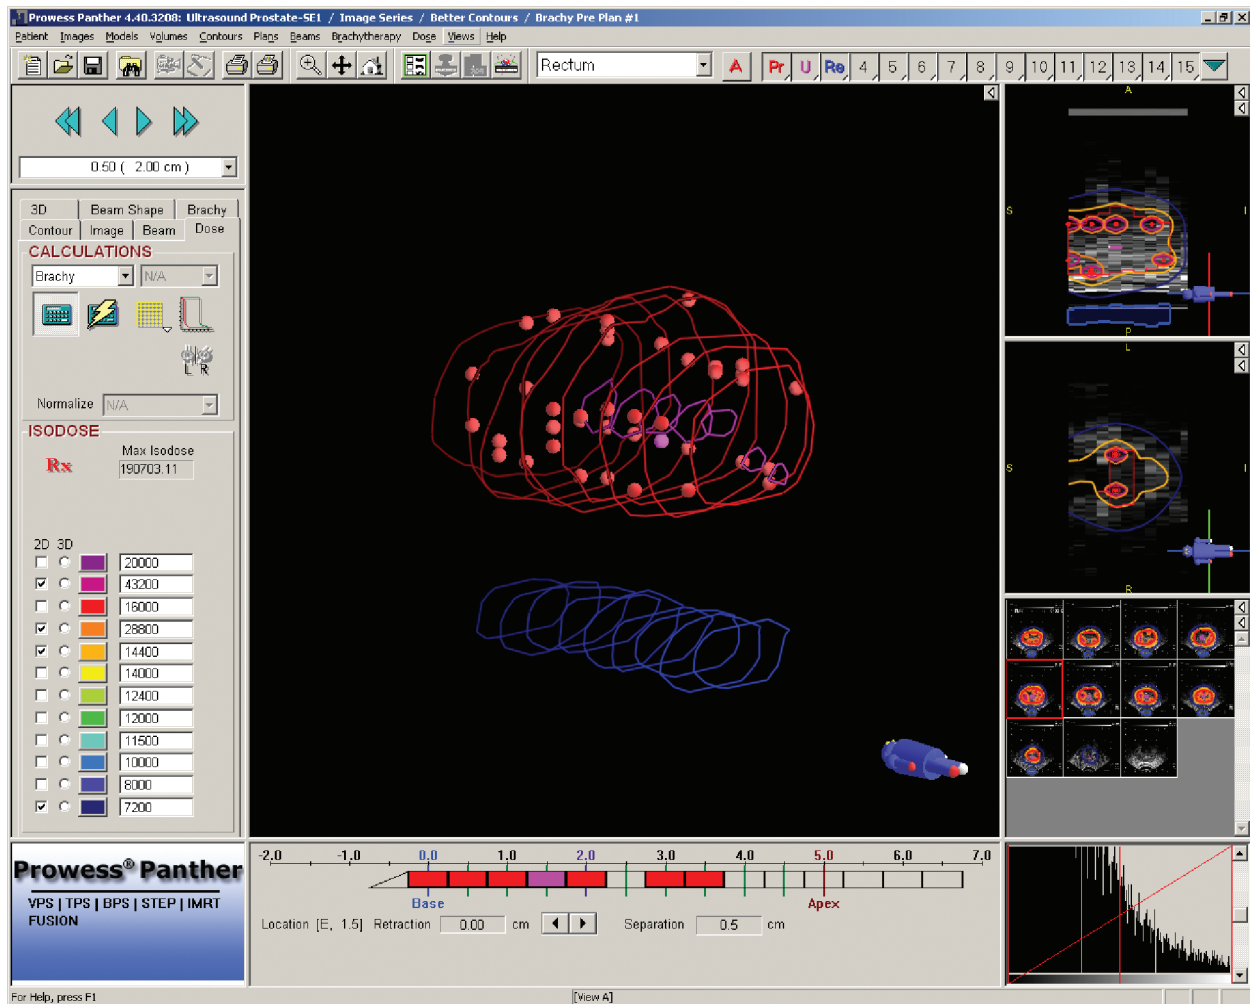 Prowess Panther 4.40.3208: Ultrasound Prostate-SE1 / Image Series / Better Contours / Brachy Pre Plan #1
Patient Images Models Volumes Contours Plans Beams Brachytherapy Dose Views Help
Rectum A Pr U Re 4 5 6 7 8 9 10 11 12 13 14 15
0.50 ( 2.00 cm )
3D Beam Shape Brachy
Contour Image Beam Dose
CALCULATIONS
Brachy N/A
L R
Normalize N/A
ISODOSE
Rx Max Isodose
190703.11
2D 3D
20000
43200
16000
28800
14400
14000
12400
12000
11500
10000
8000
7200
A
S I
P
L
S I
R
Prowess® Panther
VPS | TPS | BPS | STEP | IMRT
FUSION
-2.0 -1.0 0.0 1.0 2.0 3.0 4.0 5.0 6.0 7.0
Base Apex
Location [E, 1.5] Retraction 0.00 cm Separation 0.5 cm
For Help, press F1 [View A]